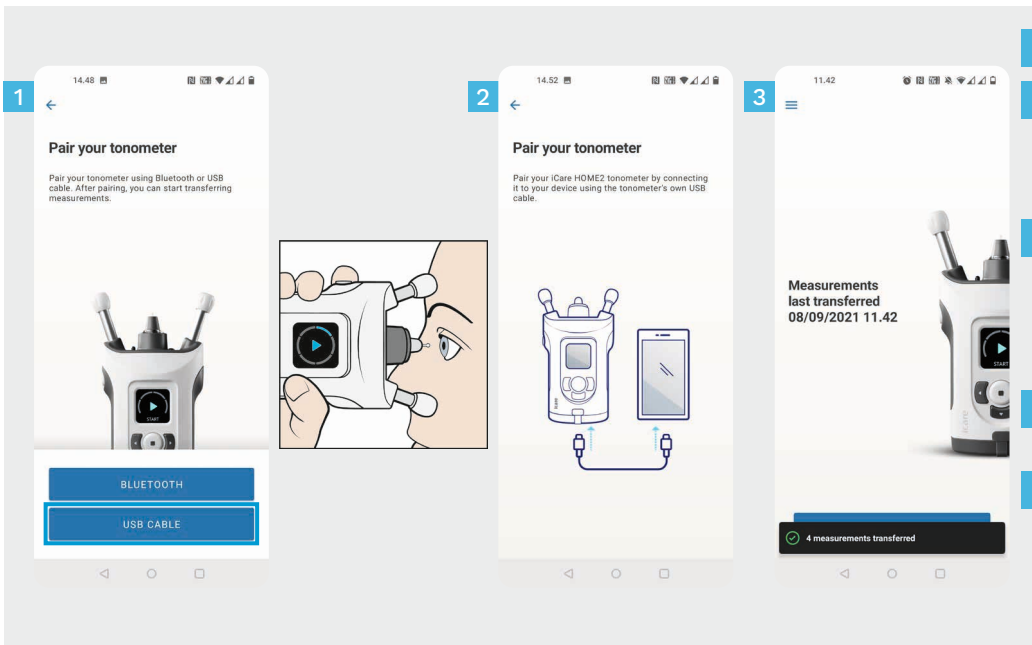 1
14.48
Pair your tonometer
Pair your tonometer using Bluetooth or USB
cable. After pairing, you can start transferring
measurements.
START
BLUETOOTH
USB CABLE
2
14.52
Pair your tonometer
Pair your iCare HOME2 tonometer by connecting
it to your device using the tonometer's own USB
cable.
icare
3
11.42
Measurements
last transferred
08/09/2021 11.42
START
icare
4 measurements transferred